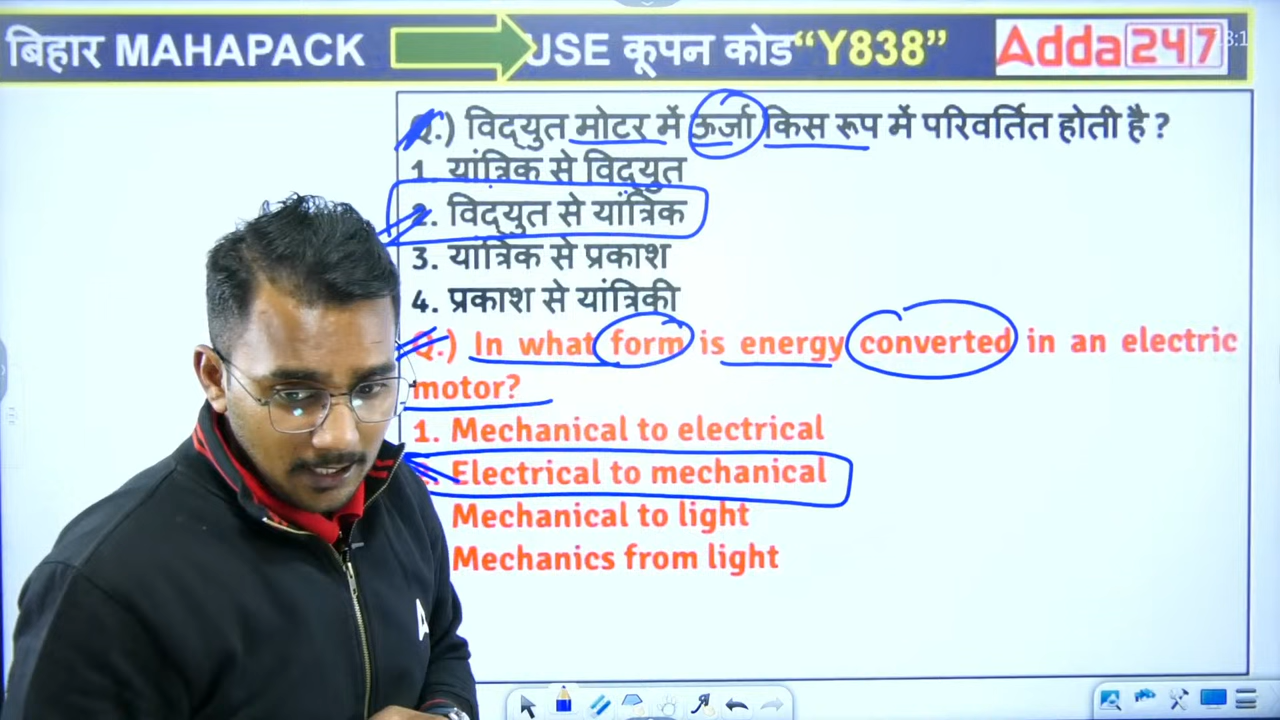 बिहार MAHAPACK USE कूपन कोड“Y838” Adda247
Q.) विद्युत मोटर में ऊर्जा किस रूप में परिवर्तित होती है ?
1. यांत्रिक से विद्युत
2. विद्युत से यांत्रिक
3. यांत्रिक से प्रकाश
4. प्रकाश से यांत्रिकी
Q.) In what form is energy converted in an electric
motor?
1. Mechanical to electrical
Electrical to mechanical
Mechanical to light
Mechanics from light